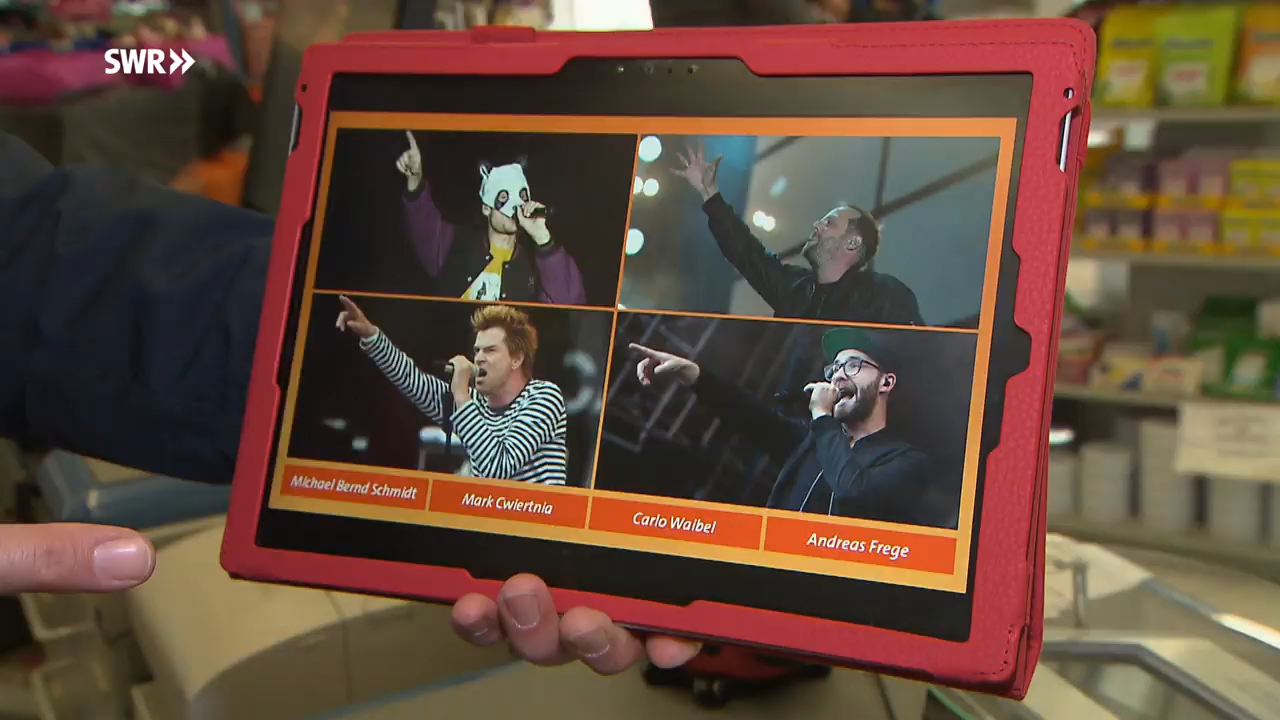 SWR»
Michael Bernd Schmidt
Mark Cwiertnia
Carlo Waibel
Andreas Frege